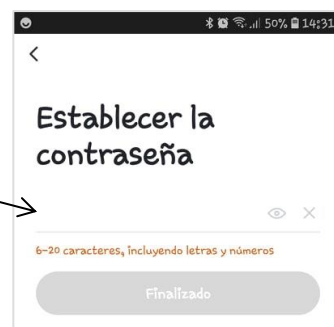 50% 14:31
Establecer la
contraseña
6-20 caracteres, incluyendo letras y números
Finalizado